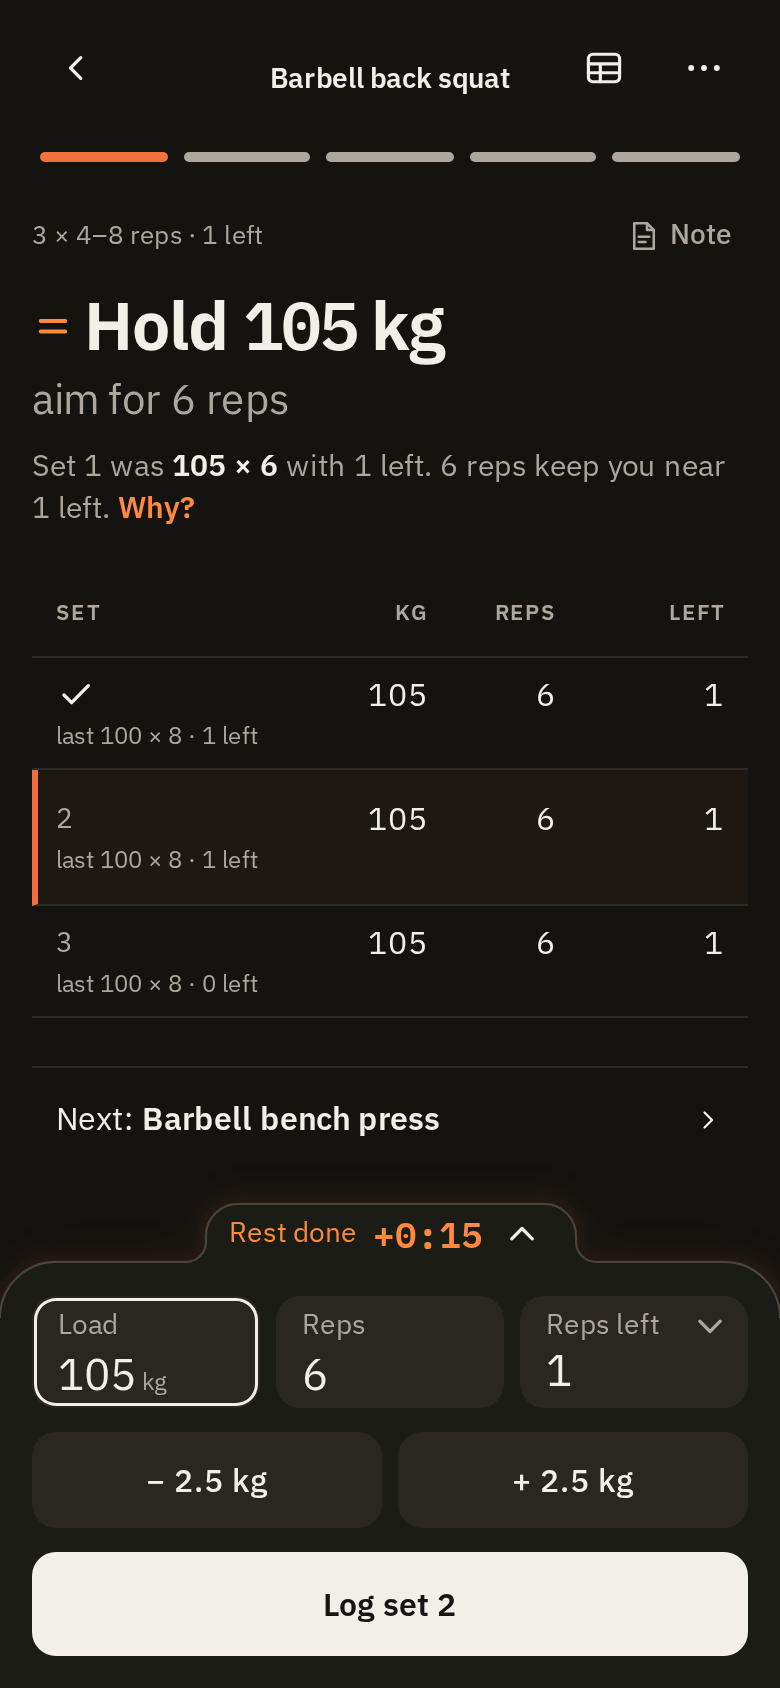 Barbell back squat
3 × 4–8 reps · 1 left
Note
= Hold 105 kg
aim for 6 reps
Set 1 was 105 × 6 with 1 left. 6 reps keep you near
1 left. Why?
SET KG REPS LEFT
105 6 1
last 100 × 8 · 1 left
2 105 6 1
last 100 × 8 · 1 left
3 105 6 1
last 100 × 8 · 0 left
Next: Barbell bench press
Rest done +0:15
Load Reps Reps left
105 kg 6 1
− 2.5 kg + 2.5 kg
Log set 2